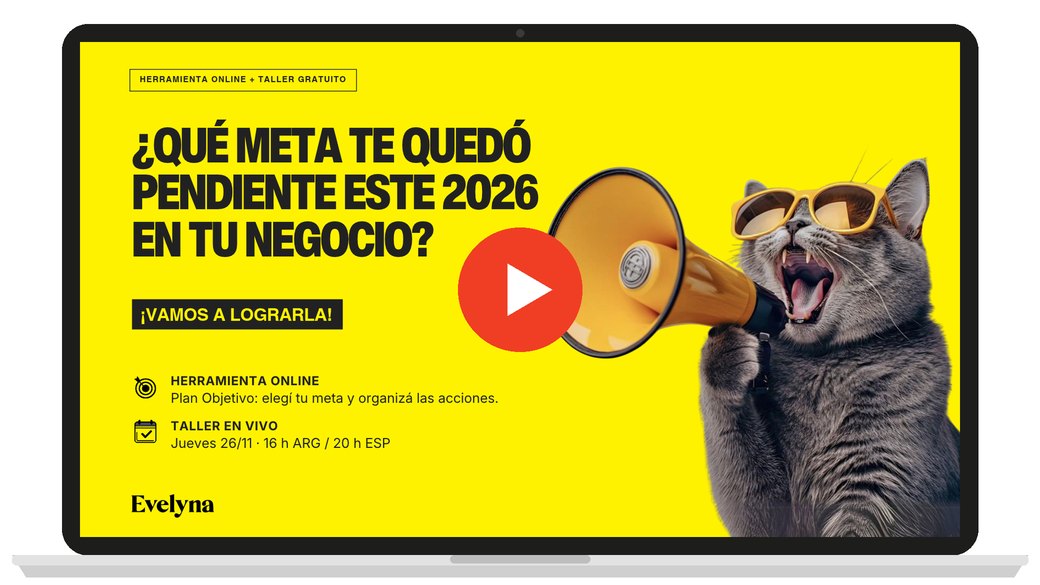 HERRAMIENTA ONLINE + TALLER GRATUITO
¿QUÉ META TE QUEDÓ
PENDIENTE ESTE 2026
EN TU NEGOCIO?
¡VAMOS A LOGRARLA!
HERRAMIENTA ONLINE
Plan Objetivo: elegí tu meta y organizá las acciones.
TALLER EN VIVO
Jueves 26/11 · 16 h ARG / 20 h ESP
Evelyna